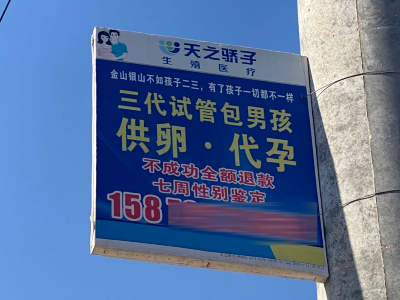 天之骄子
生殖医疗
金山银山不如孩子二三，有了孩子一切都不一样
三代试管包男孩
供卵·代孕
不成功全额退款
七周性别鉴定
158